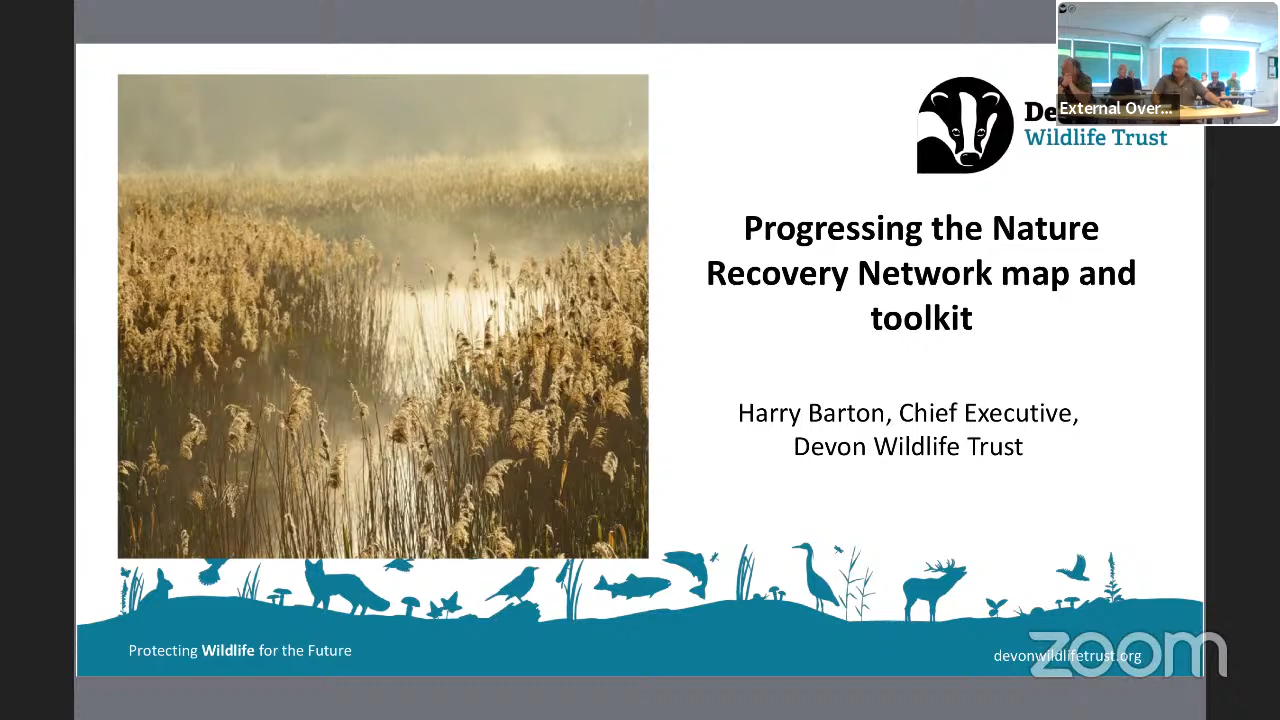 De
Wildlife Trust
External Over...
Progressing the Nature
Recovery Network map and
toolkit
Harry Barton, Chief Executive,
Devon Wildlife Trust
Protecting Wildlife for the Future
devonwildlifetrust.org
zoom